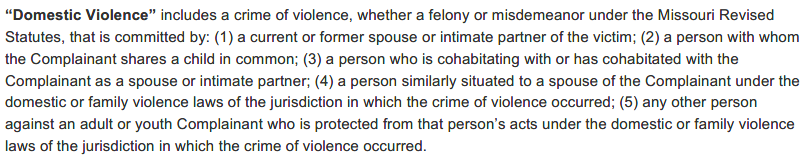 “Domestic Violence” includes a crime of violence, whether a felony or misdemeanor under the Missouri Revised
Statutes, that is committed by: (1) a current or former spouse or intimate partner of the victim; (2) a person with whom
the Complainant shares a child in common; (3) a person who is cohabitating with or has cohabitated with the
Complainant as a spouse or intimate partner; (4) a person similarly situated to a spouse of the Complainant under the
domestic or family violence laws of the jurisdiction in which the crime of violence occurred; (5) any other person
against an adult or youth Complainant who is protected from that person’s acts under the domestic or family violence
laws of the jurisdiction in which the crime of violence occurred.